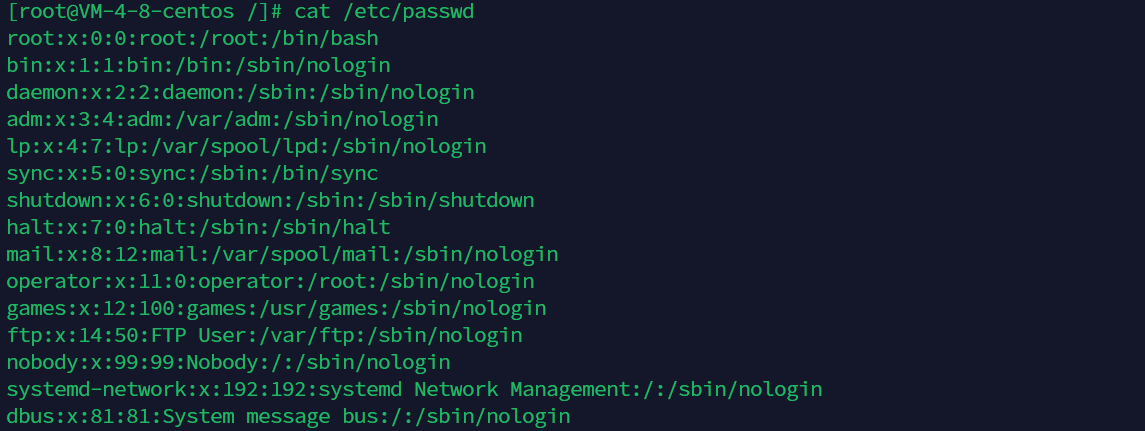 [root@VM-4-8-centos /]# cat /etc/passwd
root:x:0:0:root:/root:/bin/bash
bin:x:1:1:bin:/bin:/sbin/nologin
daemon:x:2:2:daemon:/sbin:/sbin/nologin
adm:x:3:4:adm:/var/adm:/sbin/nologin
lp:x:4:7:lp:/var/spool/lpd:/sbin/nologin
sync:x:5:0:sync:/sbin:/bin/sync
shutdown:x:6:0:shutdown:/sbin:/sbin/shutdown
halt:x:7:0:halt:/sbin:/sbin/halt
mail:x:8:12:mail:/var/spool/mail:/sbin/nologin
operator:x:11:0:operator:/root:/sbin/nologin
games:x:12:100:games:/usr/games:/sbin/nologin
ftp:x:14:50:FTP User:/var/ftp:/sbin/nologin
nobody:x:99:99:Nobody:/:/sbin/nologin
systemd-network:x:192:192:systemd Network Management:/:/sbin/nologin
dbus:x:81:81:System message bus:/:/sbin/nologin